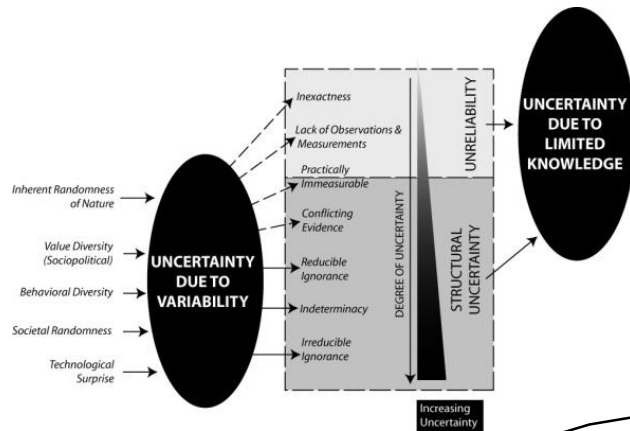 Inherent Randomness
of Nature
Value Diversity
(Sociopolitical)
Behavioral Diversity
Societal Randomness
Technological
Surprise
UNCERTAINTY
DUE TO
VARIABILITY
Inexactness
Lack of Observations &
Measurements
Practically
Immeasurable
Conflicting
Evidence
Reducible
Ignorance
Indeterminacy
Irreducible
Ignorance
DEGREE OF UNCERTAINTY
Increasing
Uncertainty
UNRELIABILITY
STRUCTURAL
UNCERTAINTY
UNCERTAINTY
DUE TO
LIMITED
KNOWLEDGE